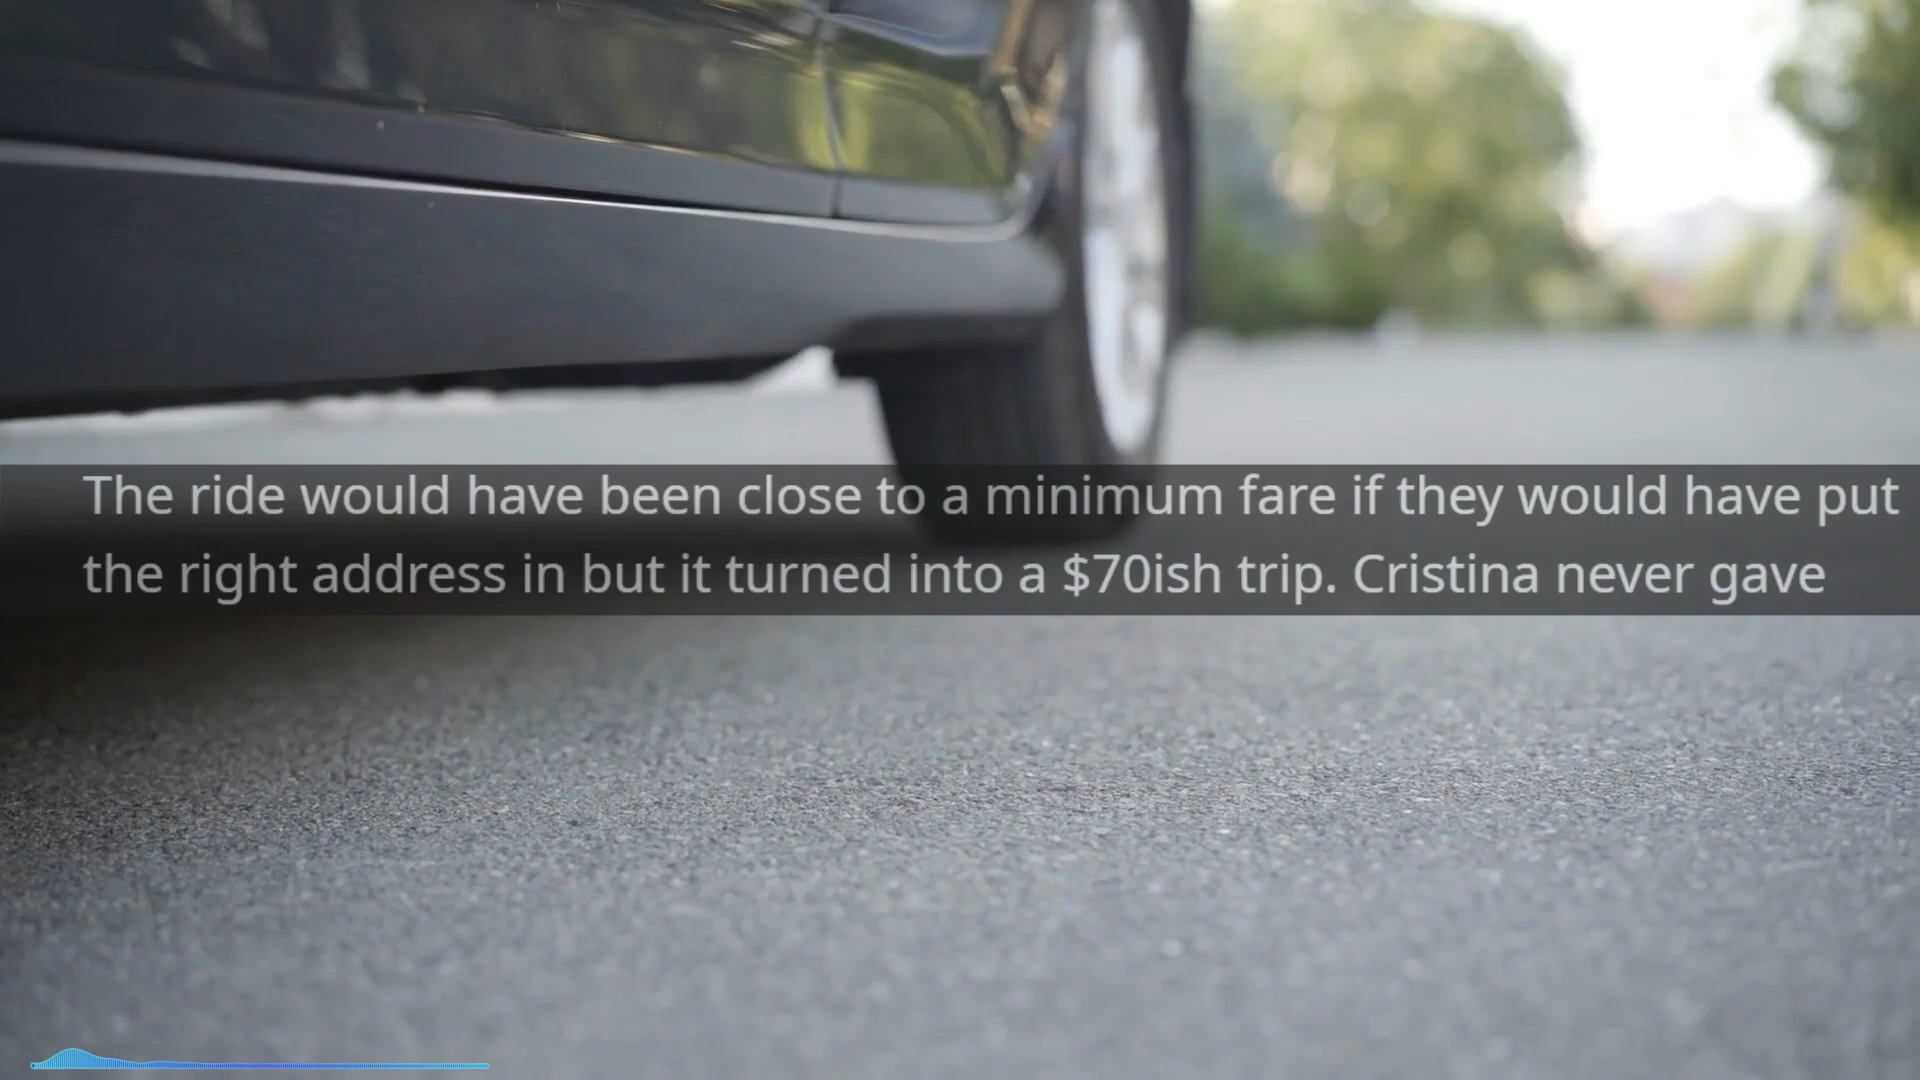 The ride would have been close to a minimum fare if they would have put
the right address in but it turned into a $70ish trip. Cristina never gave